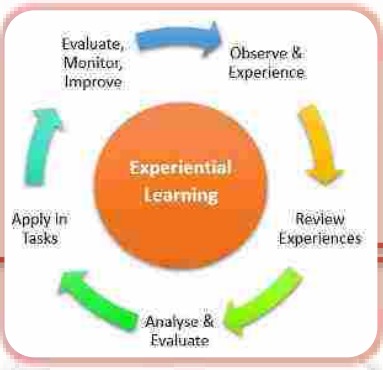 Evaluate,
Monitor,
Improve
Observe &
Experience
Experiential
Learning
Apply in
Tasks
Review
Experiences
Analyse &
Evaluate